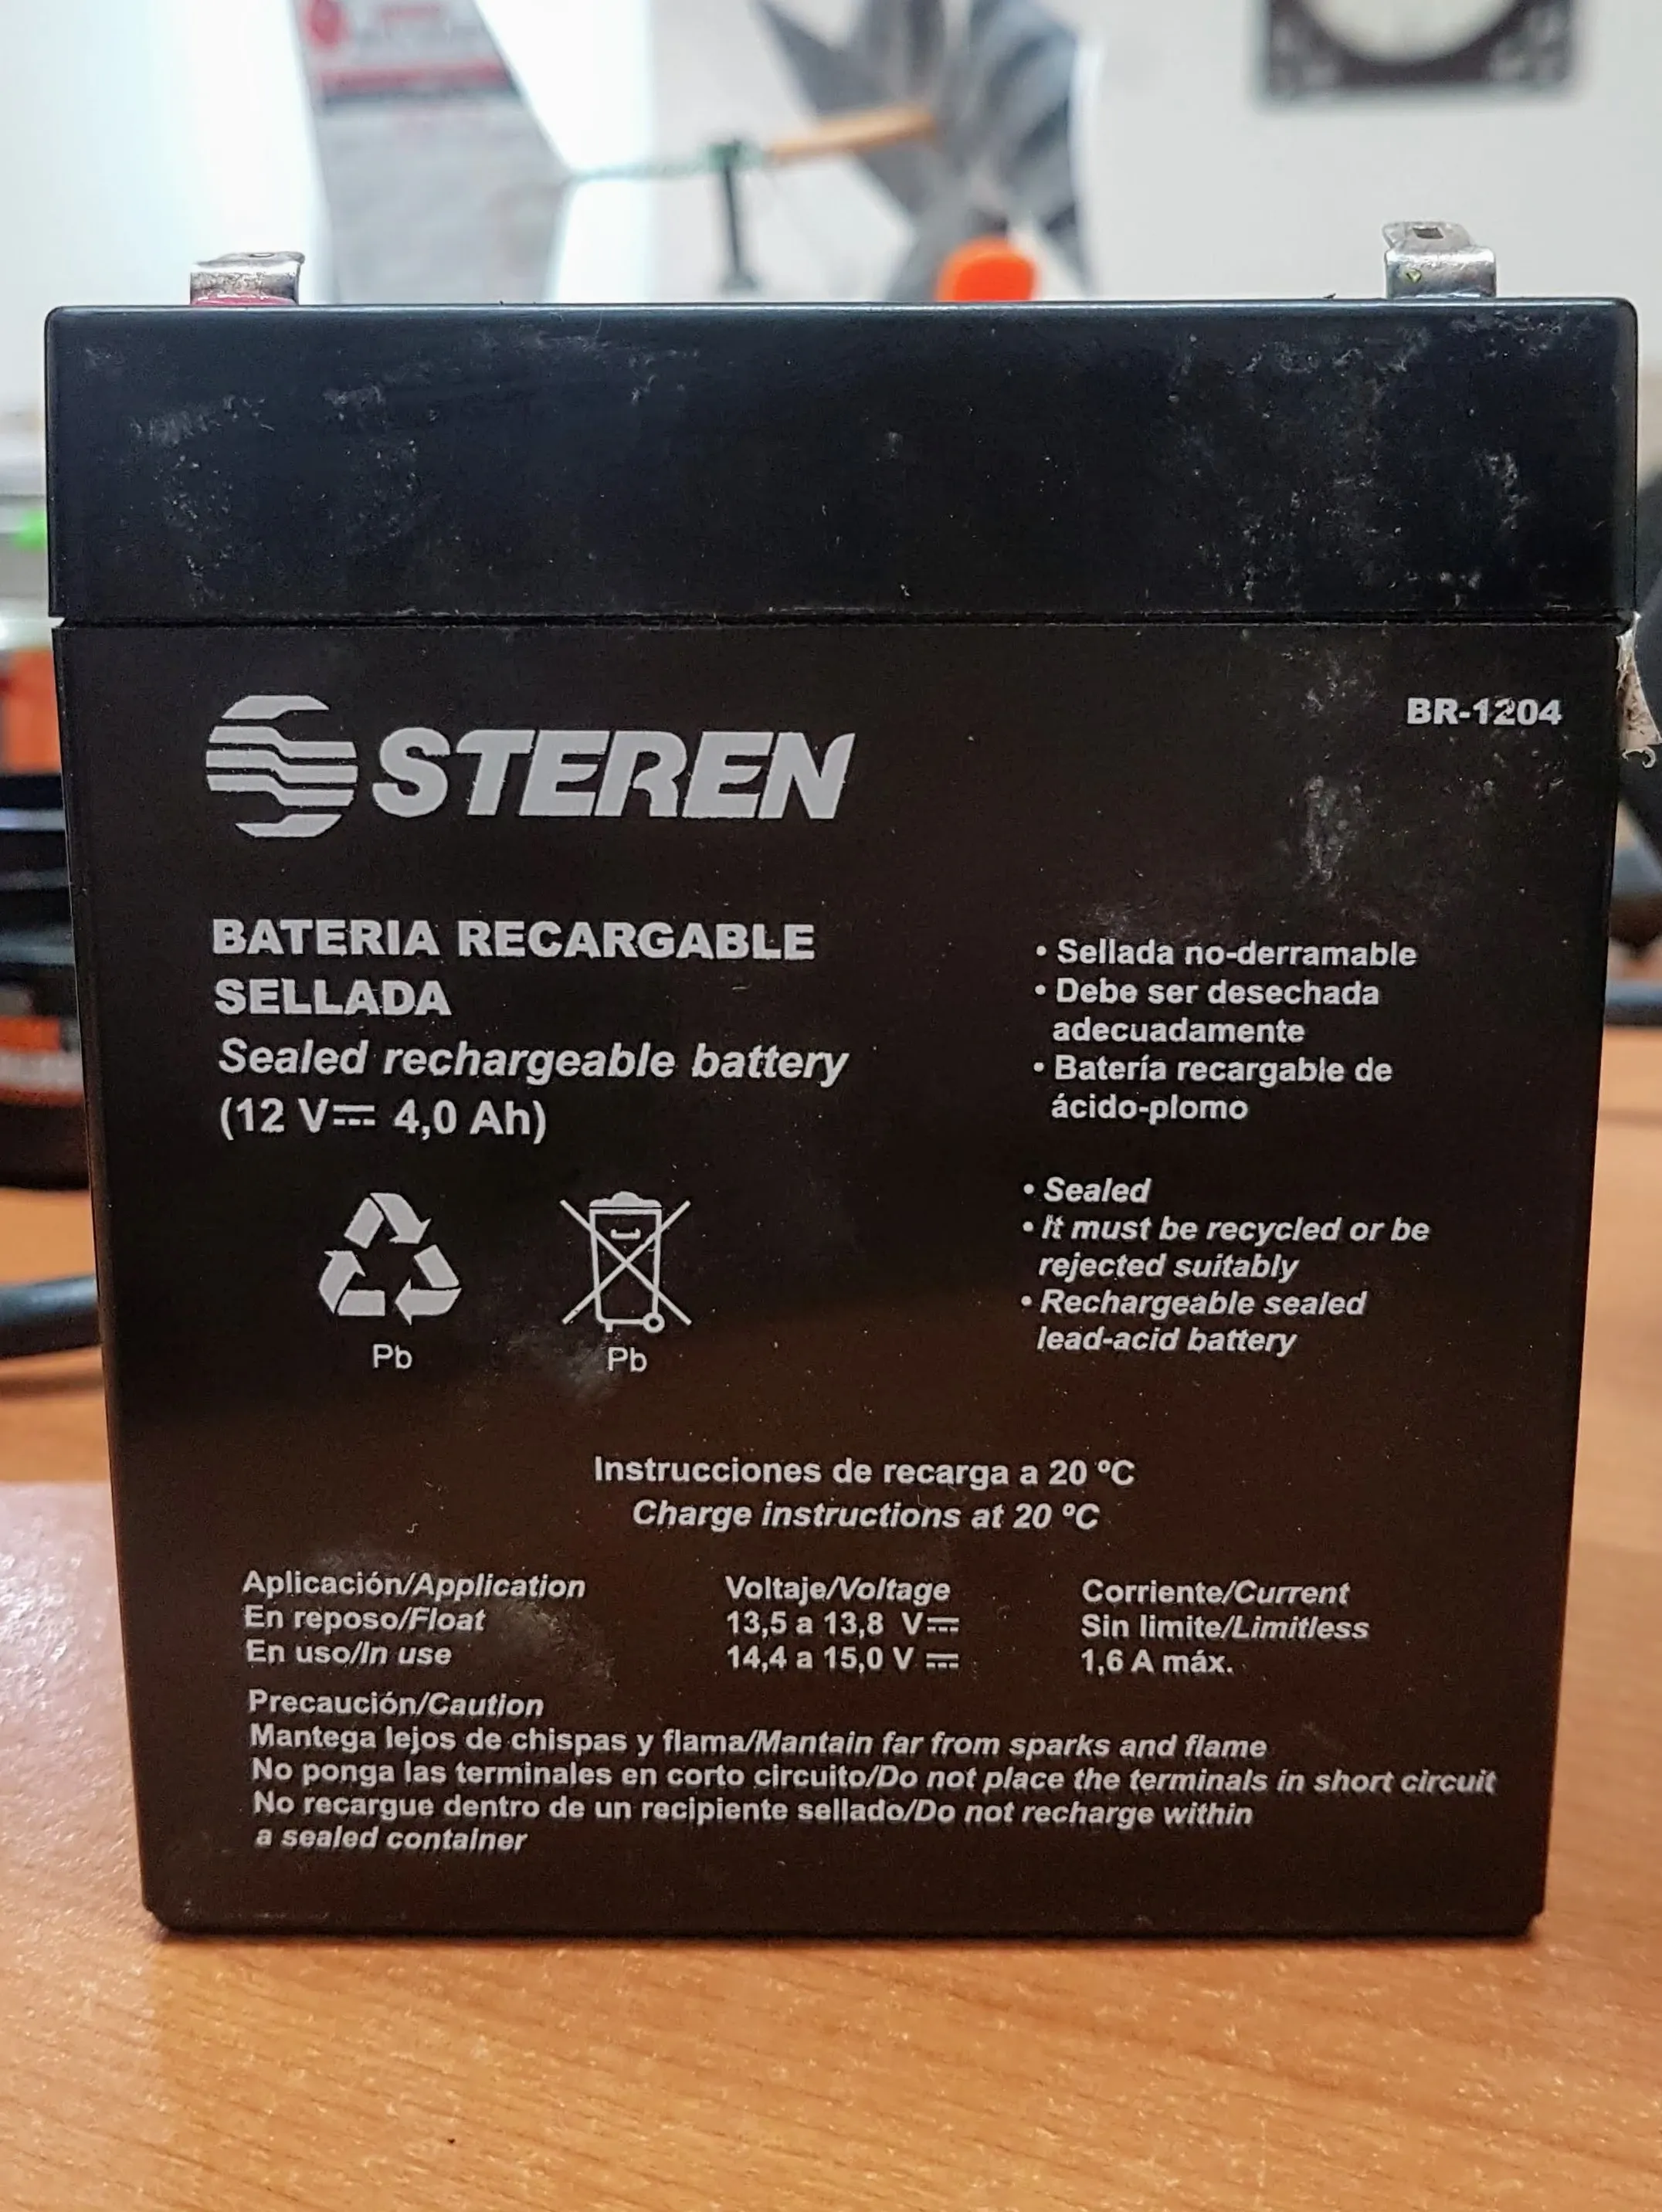 STEREN
BR-1204
BATERIA RECARGABLE
SELLADA
Sealed rechargeable battery
(12 V⎓ 4,0 Ah)
Pb
Pb
• Sellada no-derramable
• Debe ser desechada
adecuadamente
• Batería recargable de
ácido-plomo
• Sealed
• It must be recycled or be
rejected suitably
• Rechargeable sealed
lead-acid battery
Instrucciones de recarga a 20 ºC
Charge instructions at 20 ºC
Aplicación/Application Voltaje/Voltage Corriente/Current
En reposo/Float 13,5 a 13,8 V⎓ Sin limite/Limitless
En uso/In use 14,4 a 15,0 V ⎓ 1,6 A máx.
Precaución/Caution
Mantega lejos de chispas y flama/Mantain far from sparks and flame
No ponga las terminales en corto circuito/Do not place the terminals in short circuit
No recargue dentro de un recipiente sellado/Do not recharge within
a sealed container